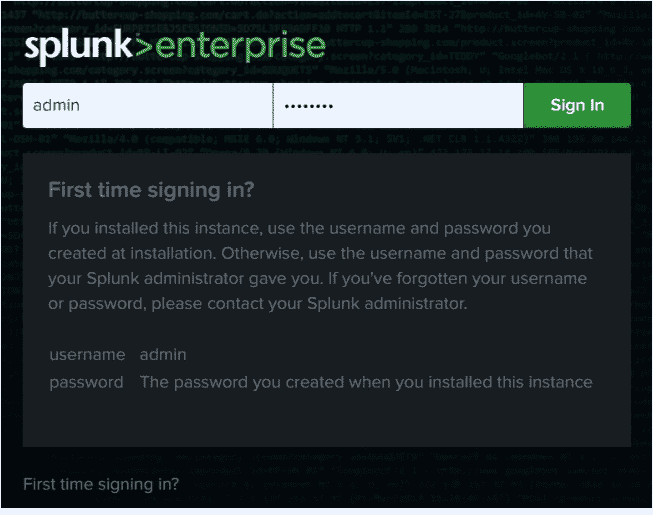 splunk>enterprise
admin
••••••••
Sign In
First time signing in?
If you installed this instance, use the username and password you
created at installation. Otherwise, use the username and password that
your Splunk administrator gave you. If you've forgotten your username
or password, please contact your Splunk administrator.
username admin
password The password you created when you installed this instance
First time signing in?